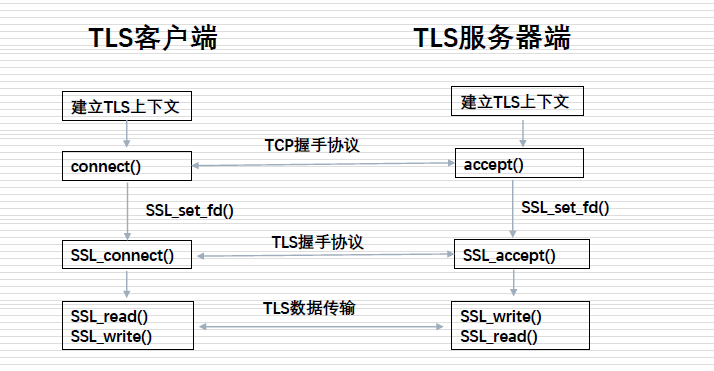 TLS客户端
TLS服务器端
建立TLS上下文
建立TLS上下文
TCP握手协议
connect()
accept()
SSL_set_fd()
SSL_set_fd()
TLS握手协议
SSL_connect()
SSL_accept()
TLS数据传输
SSL_read()
SSL_write()
SSL_write()
SSL_read()